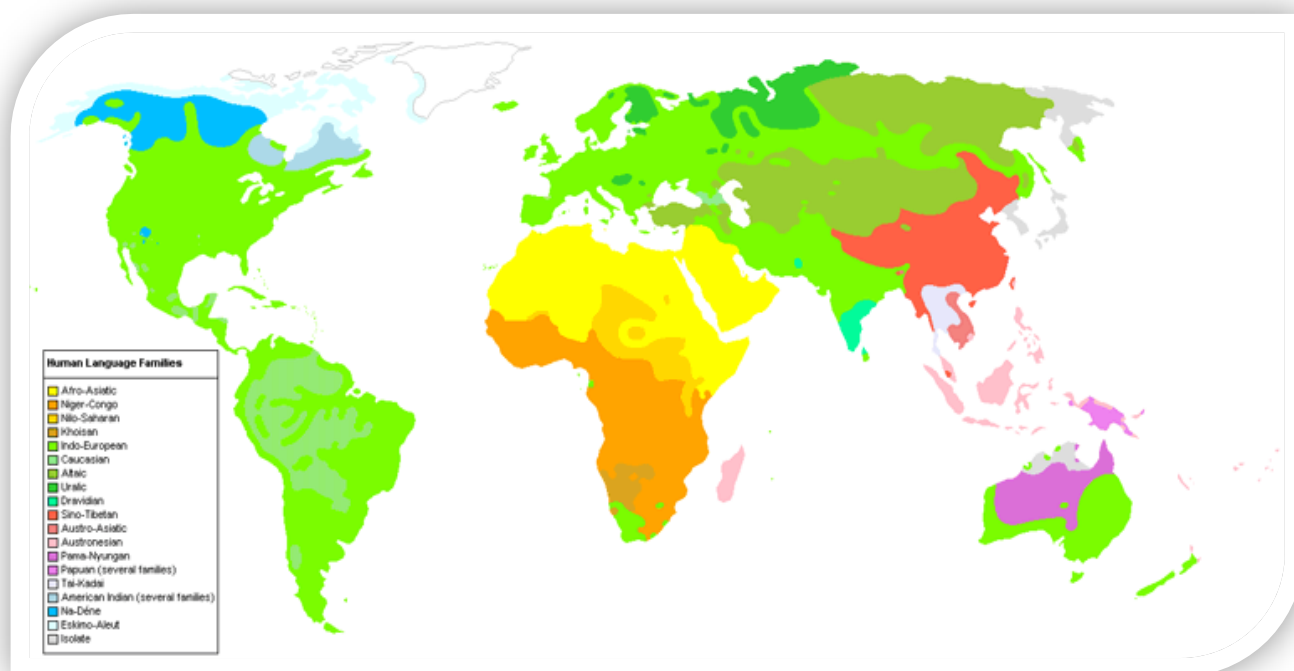 Human Language Families
Afro-Asiatic
Niger-Congo
Nilo-Saharan
Khoisan
Indo-European
Caucasian
Altaic
Uralic
Dravidian
Sino-Tibetan
Austro-Asiatic
Austronesian
Pama-Nyungan
Papuan (several families)
Tai-Kadai
American Indian (several families)
Na-Déne
Eskimo-Aleut
Isolate